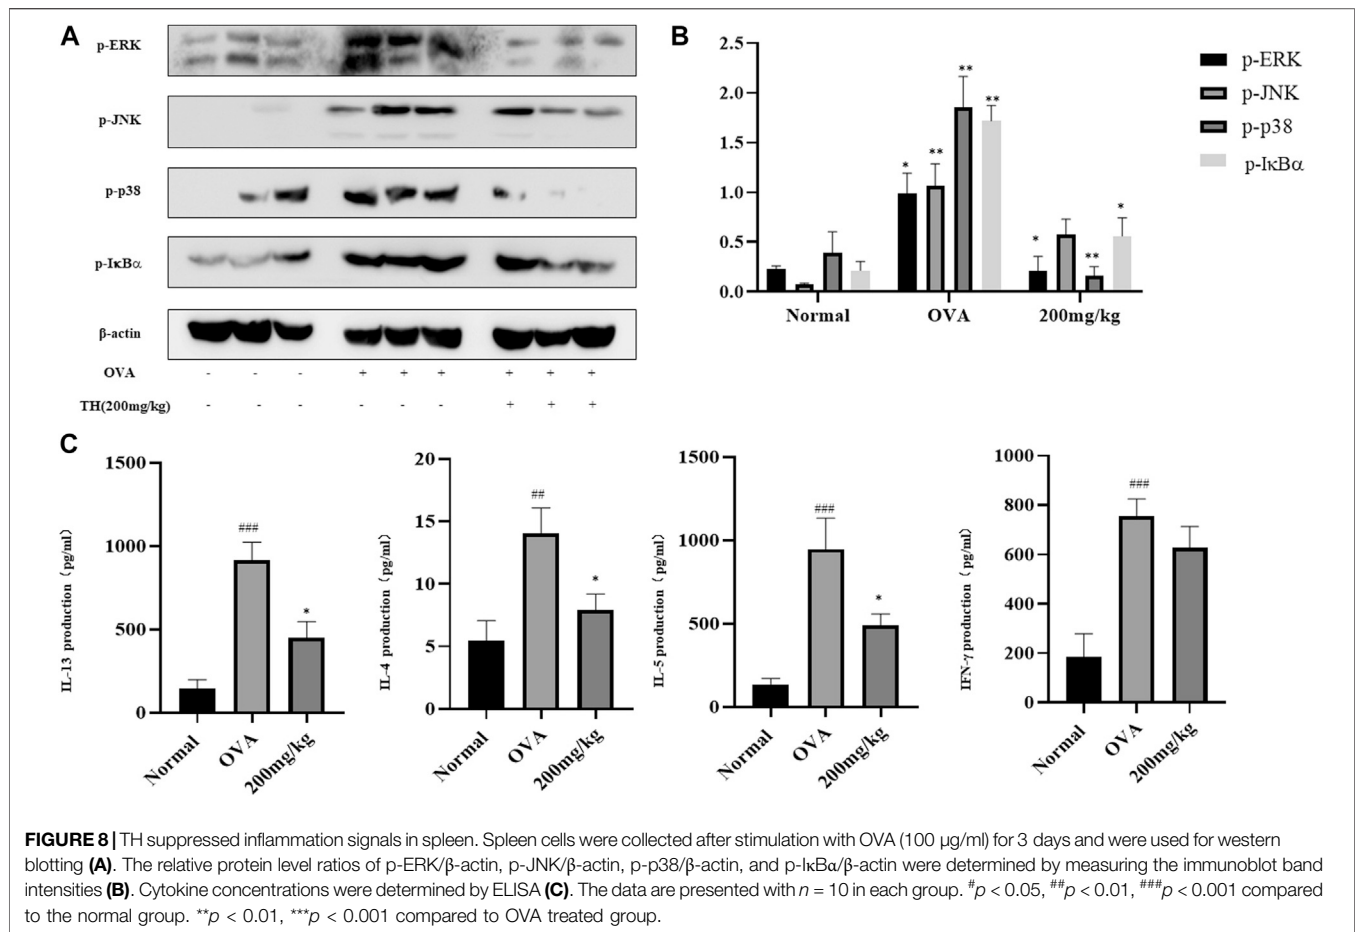 A
p-ERK
p-JNK
p-p38
p-IκBα
β-actin
OVA - - - + + + + + +
TH(200mg/kg) - - - - - - + + +
B
2.5
2.0
1.5
1.0
0.5
0.0
* ** ** **
* ** *
Normal OVA 200mg/kg
p-ERK
p-JNK
p-p38
p-IκBα
C
IL-13 production（pg/ml）
1500
1000
500
0
###
*
Normal OVA 200mg/kg
IL-4 production（pg/ml）
20
15
10
5
0
##
*
Normal OVA 200mg/kg
IL-5 production（pg/ml）
1500
1000
500
0
###
*
Normal OVA 200mg/kg
IFN-γ production（pg/ml）
1000
800
600
400
200
0
###
Normal OVA 200mg/kg
FIGURE 8 | TH suppressed inflammation signals in spleen. Spleen cells were collected after stimulation with OVA (100 μg/ml) for 3 days and were used for western
blotting (A). The relative protein level ratios of p-ERK/β-actin, p-JNK/β-actin, p-p38/β-actin, and p-IκBα/β-actin were determined by measuring the immunoblot band
intensities (B). Cytokine concentrations were determined by ELISA (C). The data are presented with n = 10 in each group. #p < 0.05, ##p < 0.01, ###p < 0.001 compared
to the normal group. **p < 0.01, ***p < 0.001 compared to OVA treated group.